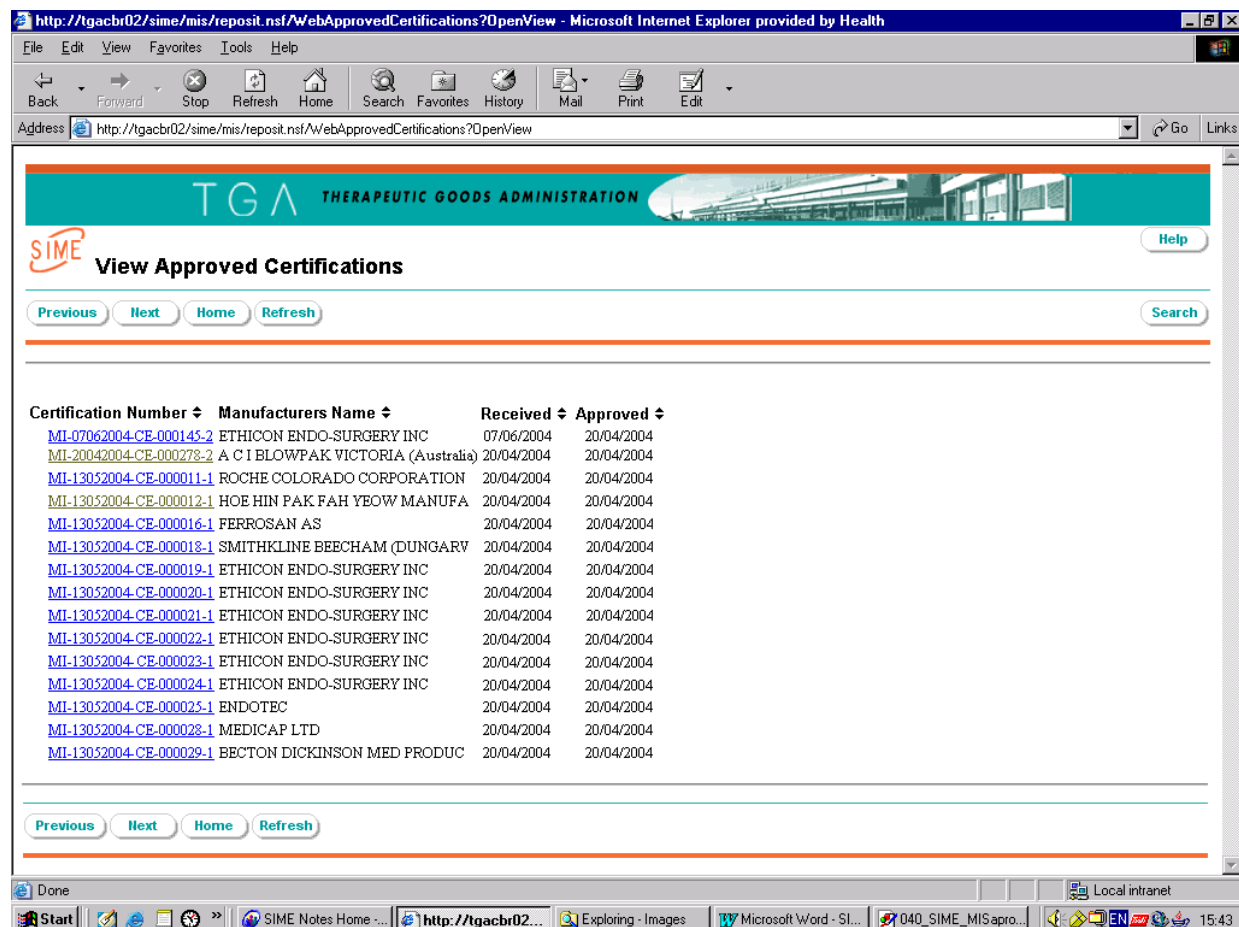 http://tgacbr02/sime/mis/reposit.nsf/WebApprovedCertifications?OpenView - Microsoft Internet Explorer provided by Health
File Edit View Favorites Tools Help
Back Forward Stop Refresh Home Search Favorites History Mail Print Edit
Address http://tgacbr02/sime/mis/reposit.nsf/WebApprovedCertifications?OpenView Go Links
TGA THERAPEUTIC GOODS ADMINISTRATION
Help
SIME View Approved Certifications
Previous Next Home Refresh Search
Certification Number Manufacturers Name Received Approved
MI-07062004-CE-000145-2 ETHICON ENDO-SURGERY INC 07/06/2004 20/04/2004
MI-20042004-CE-000278-2 A C I BLOWPAK VICTORIA (Australia) 20/04/2004 20/04/2004
MI-13052004-CE-000011-1 ROCHE COLORADO CORPORATION 20/04/2004 20/04/2004
MI-13052004-CE-000012-1 HOE HIN PAK FAH YEOW MANUFA 20/04/2004 20/04/2004
MI-13052004-CE-000016-1 FERROSAN AS 20/04/2004 20/04/2004
MI-13052004-CE-000018-1 SMITHKLINE BEECHAM (DUNGARV 20/04/2004 20/04/2004
MI-13052004-CE-000019-1 ETHICON ENDO-SURGERY INC 20/04/2004 20/04/2004
MI-13052004-CE-000020-1 ETHICON ENDO-SURGERY INC 20/04/2004 20/04/2004
MI-13052004-CE-000021-1 ETHICON ENDO-SURGERY INC 20/04/2004 20/04/2004
MI-13052004-CE-000022-1 ETHICON ENDO-SURGERY INC 20/04/2004 20/04/2004
MI-13052004-CE-000023-1 ETHICON ENDO-SURGERY INC 20/04/2004 20/04/2004
MI-13052004-CE-000024-1 ETHICON ENDO-SURGERY INC 20/04/2004 20/04/2004
MI-13052004-CE-000025-1 ENDOTEC 20/04/2004 20/04/2004
MI-13052004-CE-000028-1 MEDICAP LTD 20/04/2004 20/04/2004
MI-13052004-CE-000029-1 BECTON DICKINSON MED PRODUC 20/04/2004 20/04/2004
Previous Next Home Refresh
Done Local intranet
Start » SIME Notes Home -... http://tgacbr02... Exploring - Images Microsoft Word - SI... 040_SIME_MISapro... EN 15:43